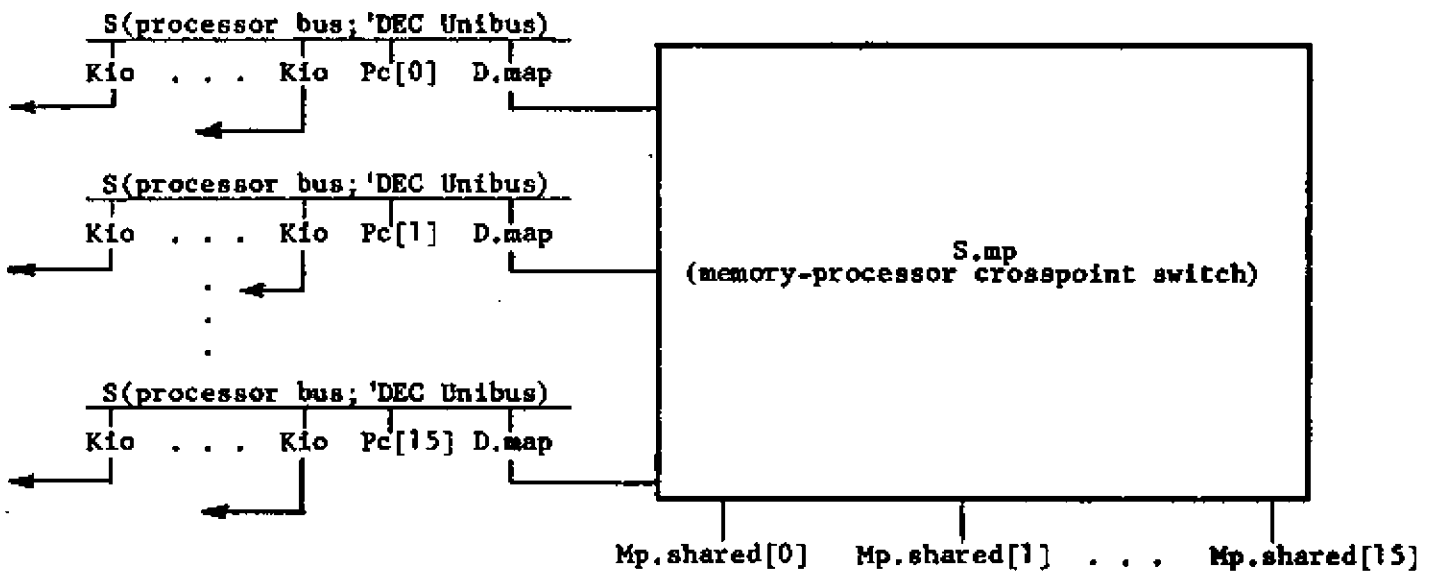 S(processor bus; 'DEC Unibus)
Kio . . . Kio Pc[0] D.map
S(processor bus; 'DEC Unibus)
Kio . . . Kio Pc[1] D.map
S.mp
(memory-processor crosspoint switch)
.
.
.
S(processor bus; 'DEC Unibus)
Kio . . . Kio Pc[15] D.map
Mp.shared[0] Mp.shared[1] . . . Mp.shared[15]